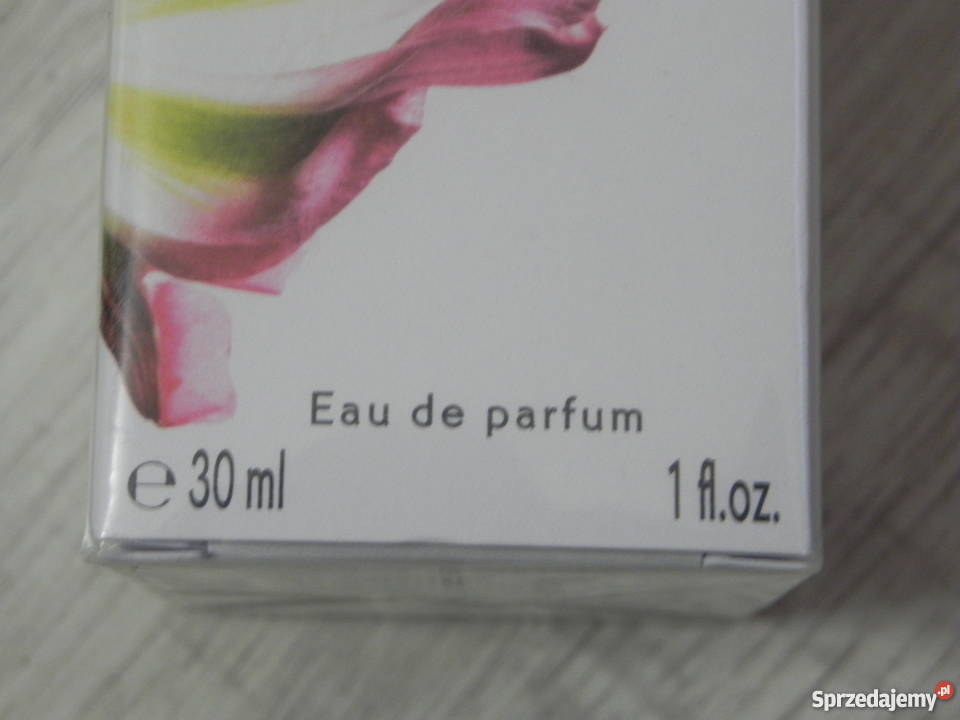 Eau de parfum
℮ 30 ml
1 fl.oz.
Sprzedajemy.pl